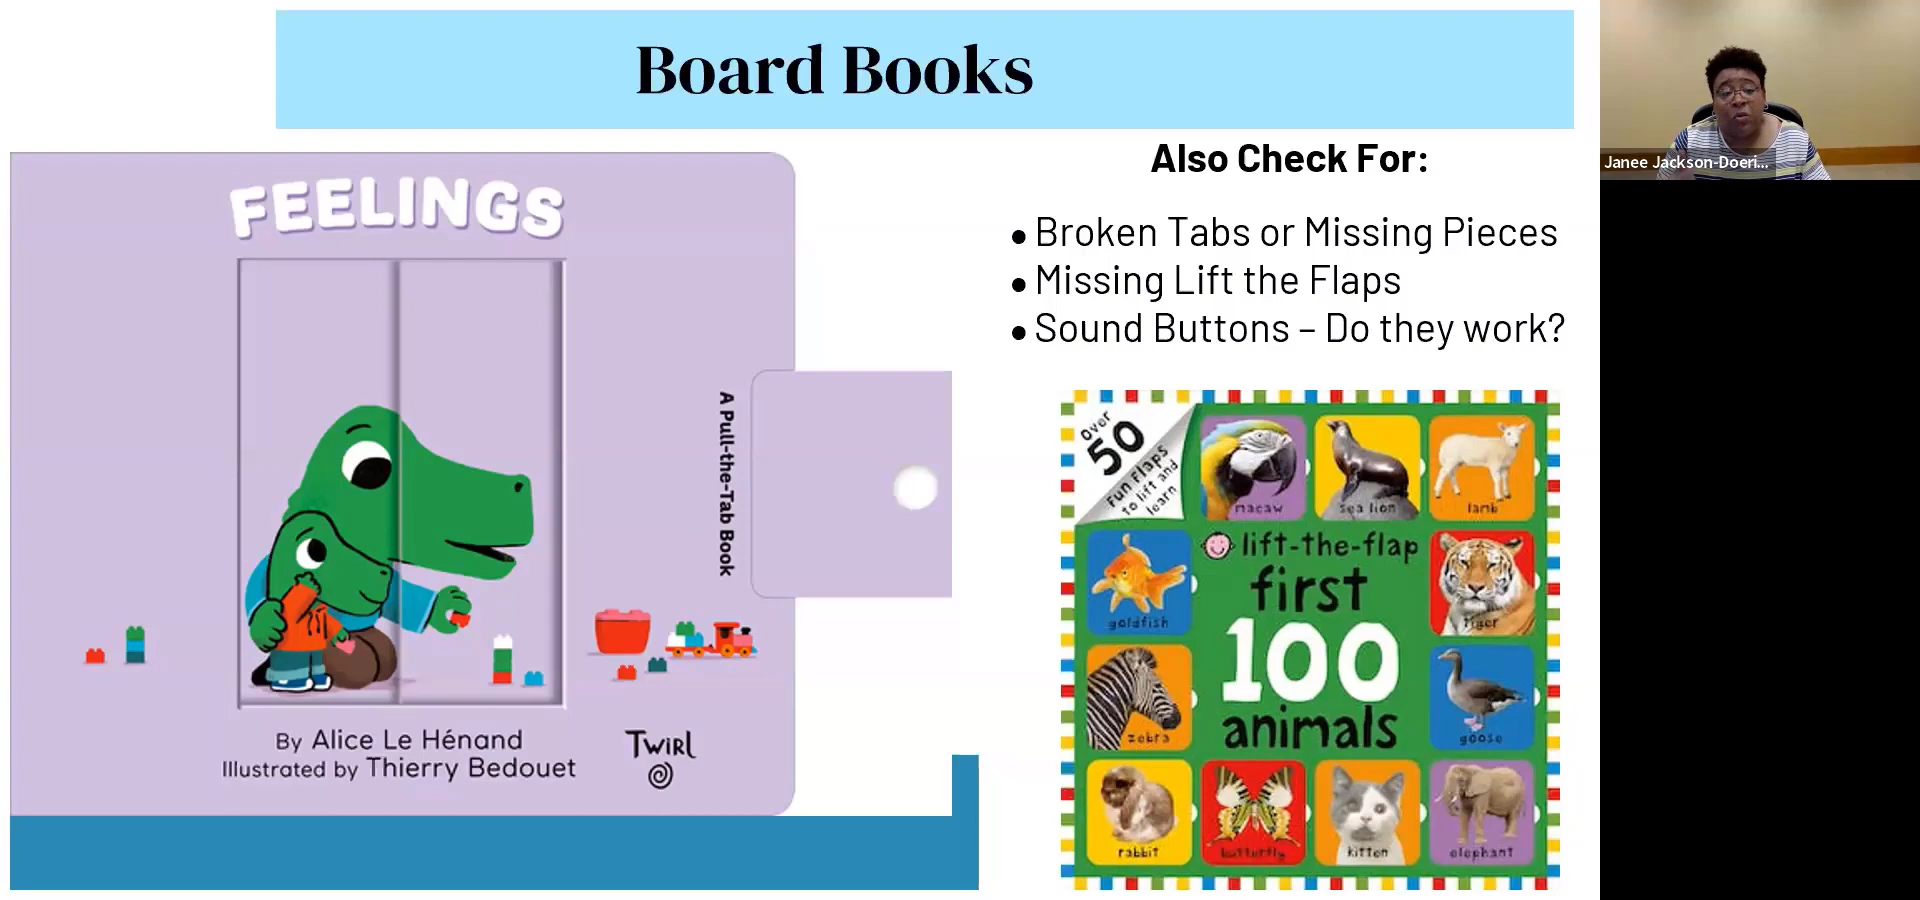 Board Books
FEELINGS
A Pull-the-Tab Book
By Alice Le Hénand
Illustrated by Thierry Bedouet
TWIRL
Also Check For:
• Broken Tabs or Missing Pieces
• Missing Lift the Flaps
• Sound Buttons – Do they work?
Over
50
Fun Flaps
to lift and
learn
macaw
sea lion
lamb
lift-the-flap
first
100
animals
goldfish
tiger
zebra
goose
rabbit
butterfly
kitten
elephant
Janee Jackson-Doeri...